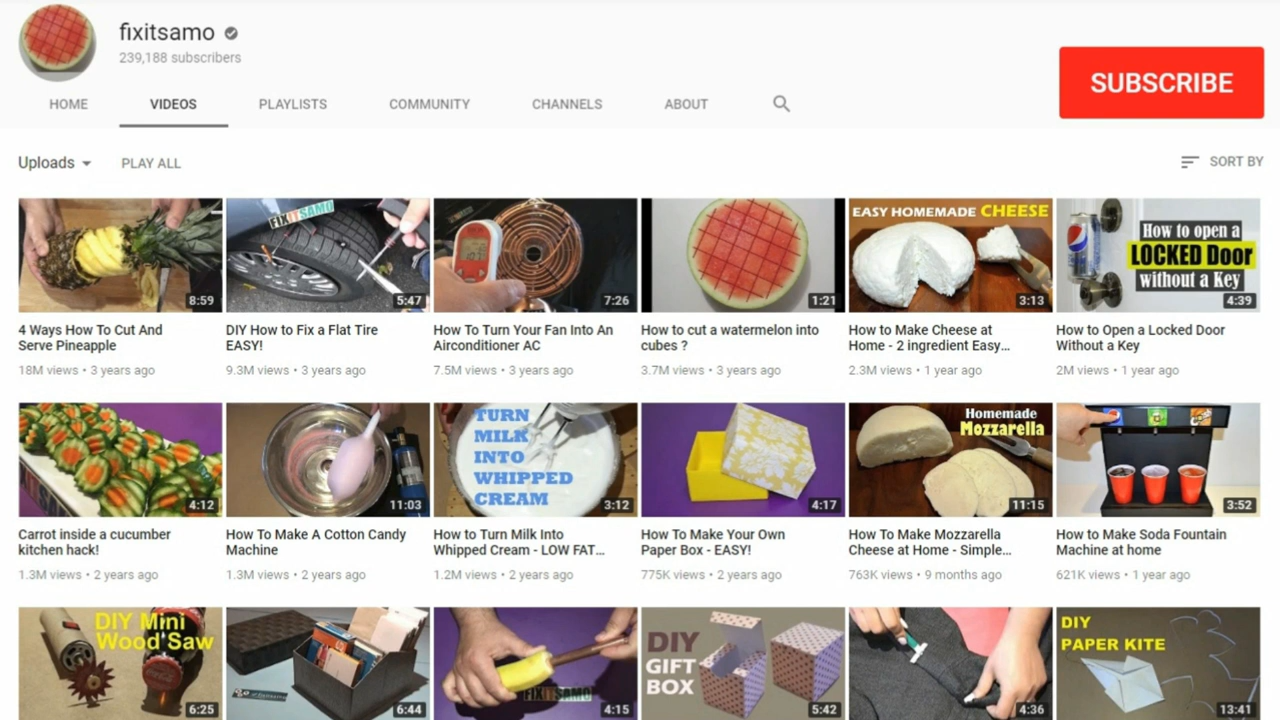 fixitsamo
239,188 subscribers
SUBSCRIBE
HOME VIDEOS PLAYLISTS COMMUNITY CHANNELS ABOUT
Uploads PLAY ALL SORT BY
8:59
FIXITSAMO
5:47
7:26
1:21
EASY HOMEMADE CHEESE
3:13
How to open a
LOCKED Door
without a Key
4:39
4 Ways How To Cut And
Serve Pineapple
18M views • 3 years ago
DIY How to Fix a Flat Tire
EASY!
9.3M views • 3 years ago
How To Turn Your Fan Into An
Airconditioner AC
7.5M views • 3 years ago
How to cut a watermelon into
cubes ?
3.7M views • 3 years ago
How to Make Cheese at
Home - 2 ingredient Easy...
2.3M views • 1 year ago
How to Open a Locked Door
Without a Key
2M views • 1 year ago
4:12
11:03
TURN
MILK
INTO
WHIPPED
CREAM
3:12
4:17
Homemade
Mozzarella
11:15
3:52
Carrot inside a cucumber
kitchen hack!
1.3M views • 2 years ago
How To Make A Cotton Candy
Machine
1.3M views • 2 years ago
How to Turn Milk Into
Whipped Cream - LOW FAT...
1.2M views • 2 years ago
How To Make Your Own
Paper Box - EASY!
775K views • 2 years ago
How To Make Mozzarella
Cheese at Home - Simple...
763K views • 9 months ago
How to Make Soda Fountain
Machine at home
621K views • 1 year ago
DIY Mini
Wood Saw
6:25
6:44
FIXITSAMO
4:15
DIY
GIFT
BOX
5:42
4:36
DIY
PAPER KITE
13:41